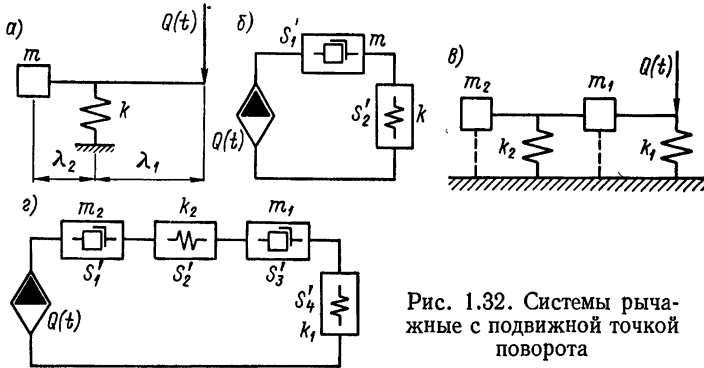 а)
Q(t)
m
k
λ₂
λ₁
б)
S₁′
m
S₂′
k
Q(t)
в)
Q(t)
m₂
m₁
k₂
k₁
г)
m₂
k₂
m₁
S₁′
S₂′
S₃′
S₄′
k₁
Q(t)
Рис. 1.32. Системы рыча-
жные с подвижной точкой
поворота